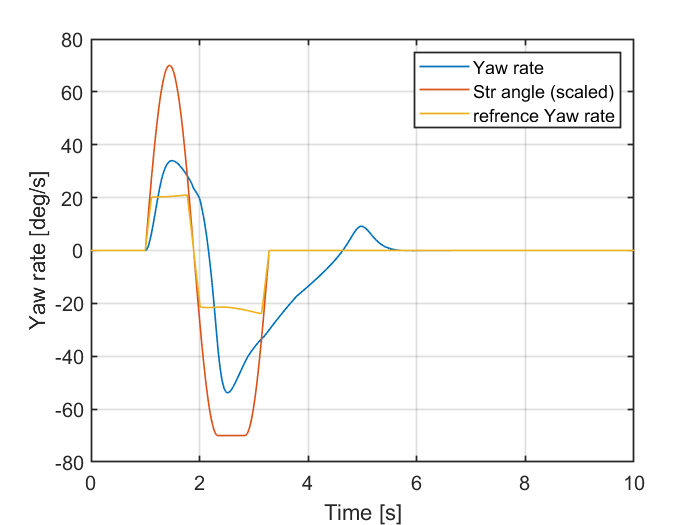 80
60
40
20
0
-20
-40
-60
-80
Yaw rate [deg/s]
Yaw rate
Str angle (scaled)
refrence Yaw rate
0 2 4 6 8 10
Time [s]